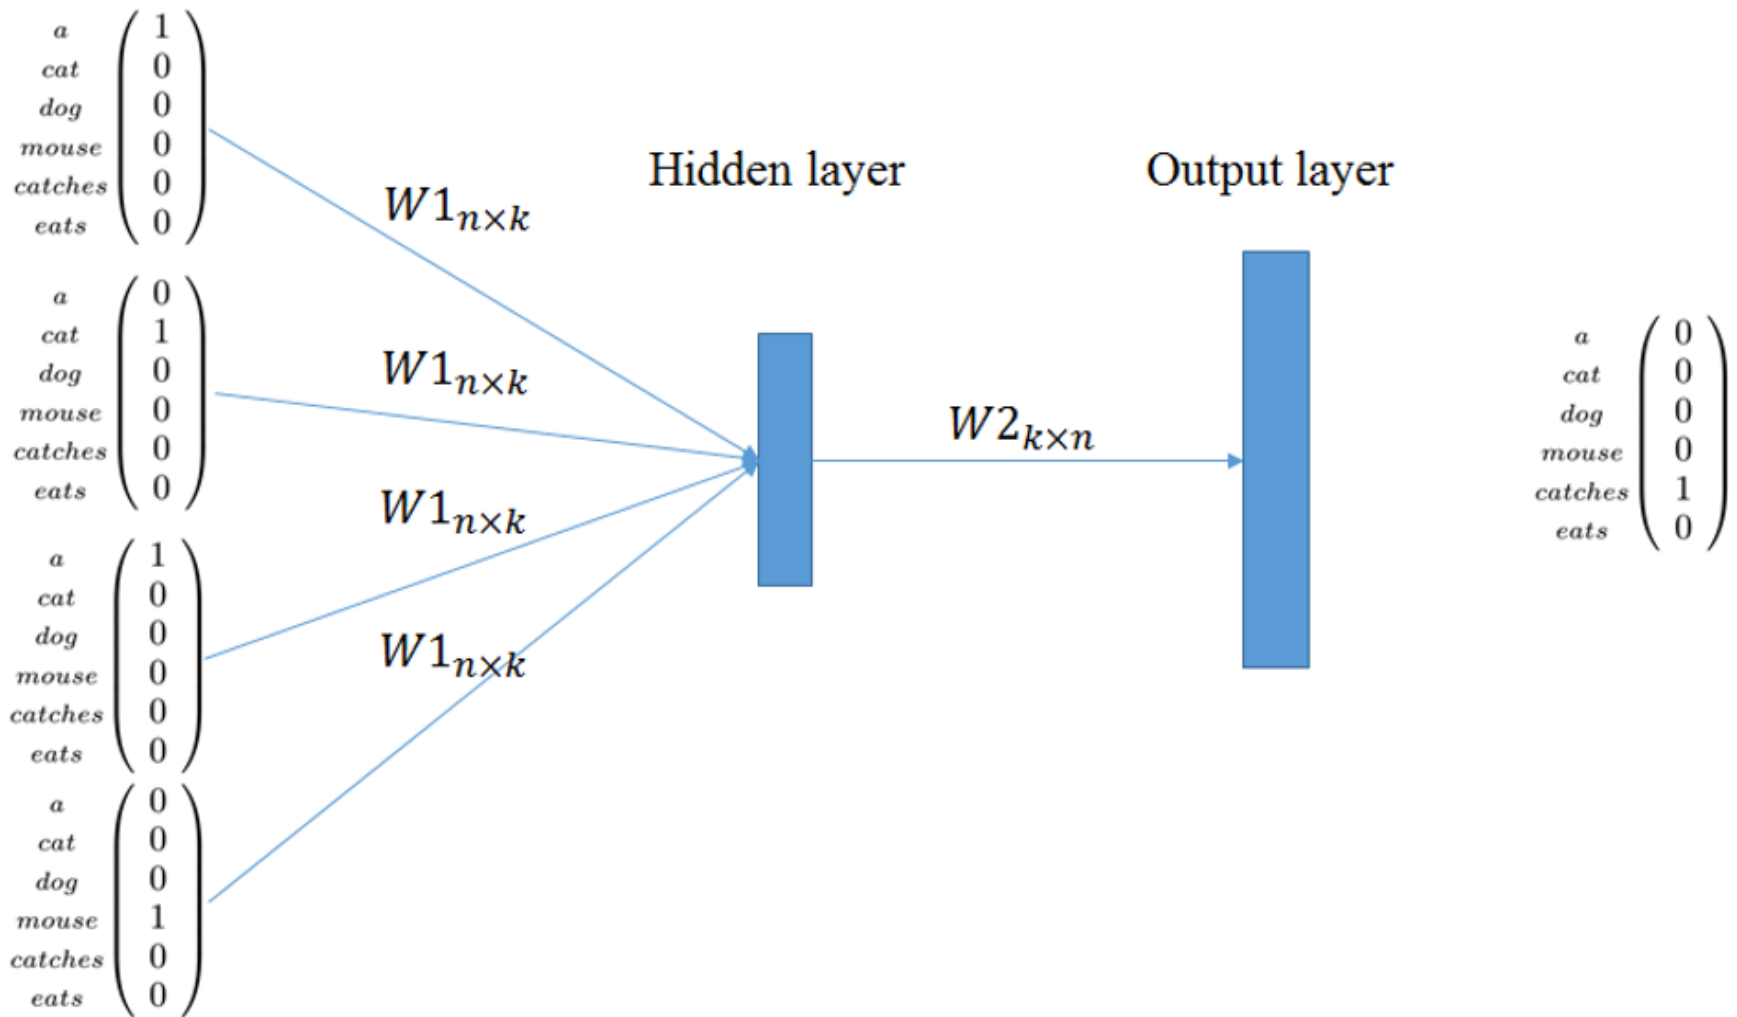 a 1
cat 0
dog 0
mouse 0
catches 0
eats 0
a 0
cat 1
dog 0
mouse 0
catches 0
eats 0
a 1
cat 0
dog 0
mouse 0
catches 0
eats 0
a 0
cat 0
dog 0
mouse 1
catches 0
eats 0
W1n×k
W1n×k
W1n×k
W1n×k
Hidden layer
W2k×n
Output layer
a 0
cat 0
dog 0
mouse 0
catches 1
eats 0